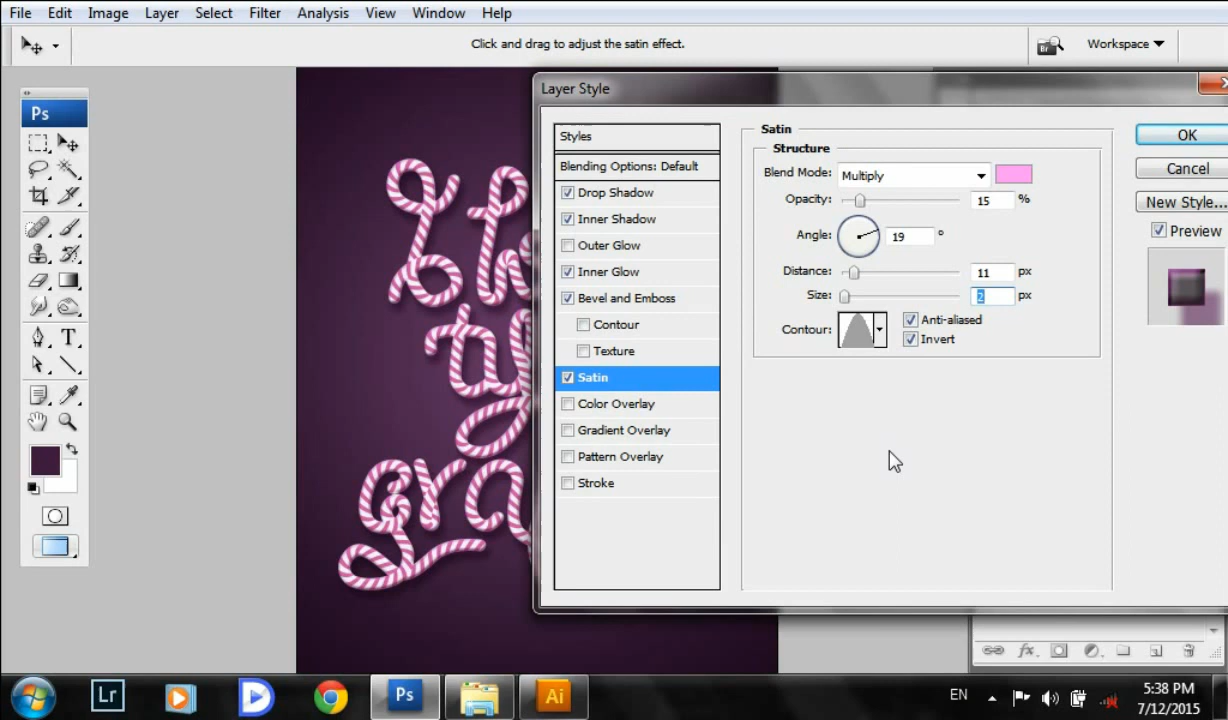 File Edit Image Layer Select Filter Analysis View Window Help
Click and drag to adjust the satin effect.
Br
Workspace
Ps
T
Layer Style
Styles
Blending Options: Default
Drop Shadow
Inner Shadow
Outer Glow
Inner Glow
Bevel and Emboss
Contour
Texture
Satin
Color Overlay
Gradient Overlay
Pattern Overlay
Stroke
Satin
Structure
Blend Mode: Multiply
Opacity: 15 %
Angle: 19 °
Distance: 11 px
Size: 2 px
Contour:
Anti-aliased
Invert
OK
Cancel
New Style...
Preview
fx.
Lr
Ps
Ai
EN
5:38 PM
7/12/2015